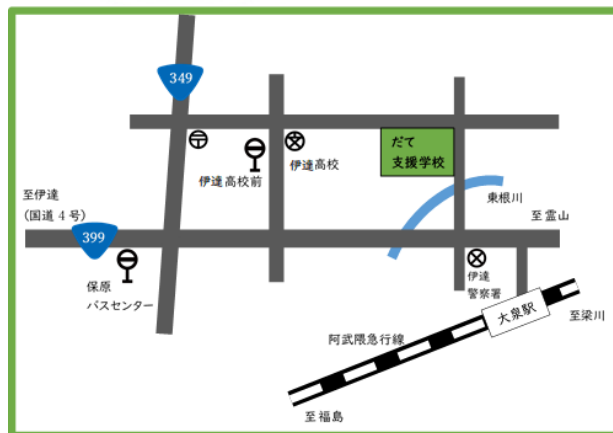 349
だて
支援学校
伊達高校
伊達高校前
東根川
至伊達
(国道4号)
至霊山
399
保原
バスセンター
伊達
警察署
大泉駅
至梁川
阿武隈急行線
至福島